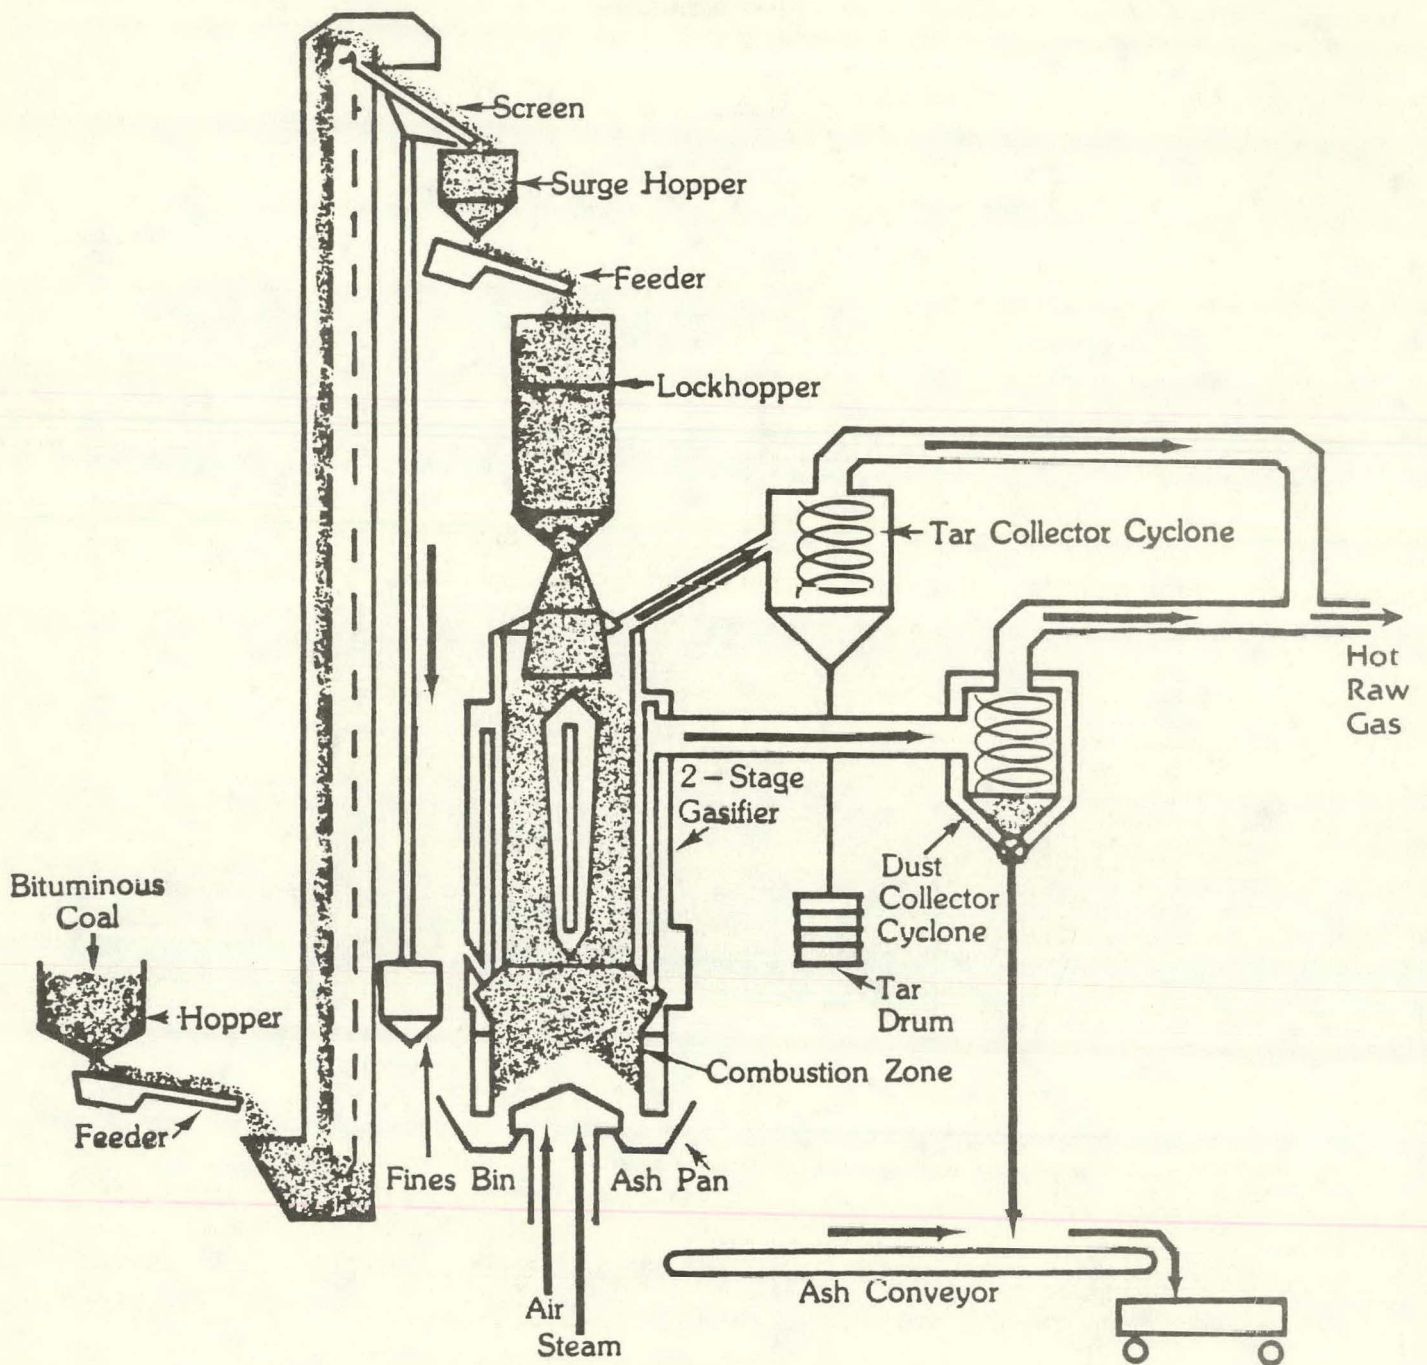 Screen
Surge Hopper
Feeder
Lockhopper
Tar Collector Cyclone
Hot
Raw
Gas
2-Stage
Gasifier
Dust
Collector
Cyclone
Bituminous
Coal
Hopper
Tar
Drum
Combustion Zone
Feeder
Fines Bin
Ash Pan
Air
Steam
Ash Conveyor